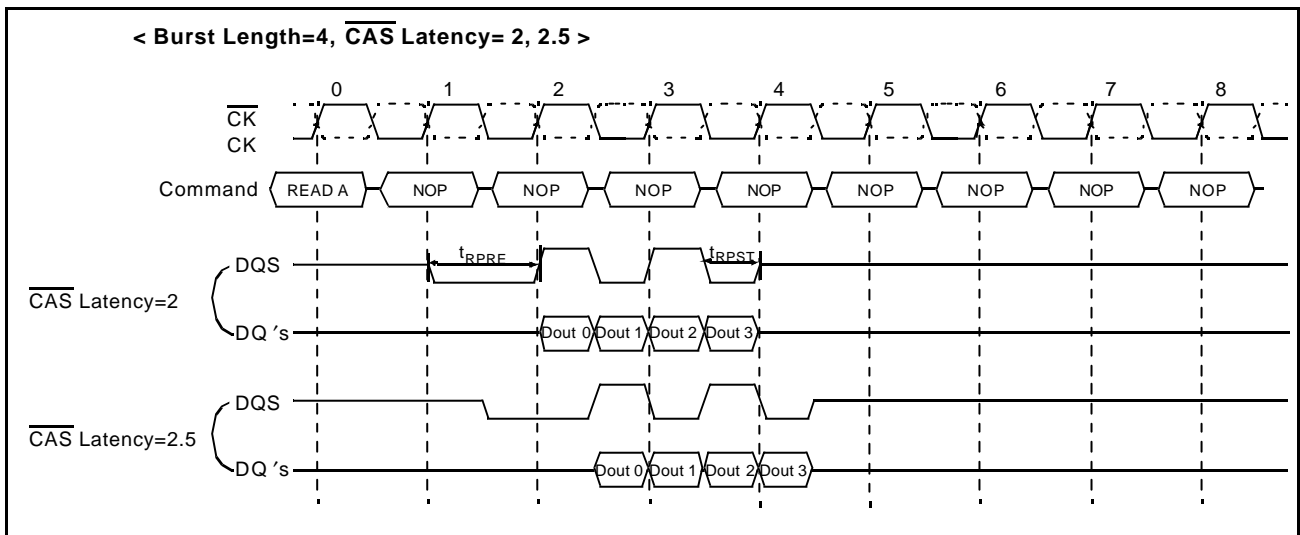 < Burst Length=4, CAS Latency= 2, 2.5 >
0 1 2 3 4 5 6 7 8
CK
CK
Command READ A NOP NOP NOP NOP NOP NOP NOP NOP
tRPRE tRPST
DQS
CAS Latency=2
DQ ′s Dout 0 Dout 1 Dout 2 Dout 3
DQS
CAS Latency=2.5
DQ ′s Dout 0 Dout 1 Dout 2 Dout 3